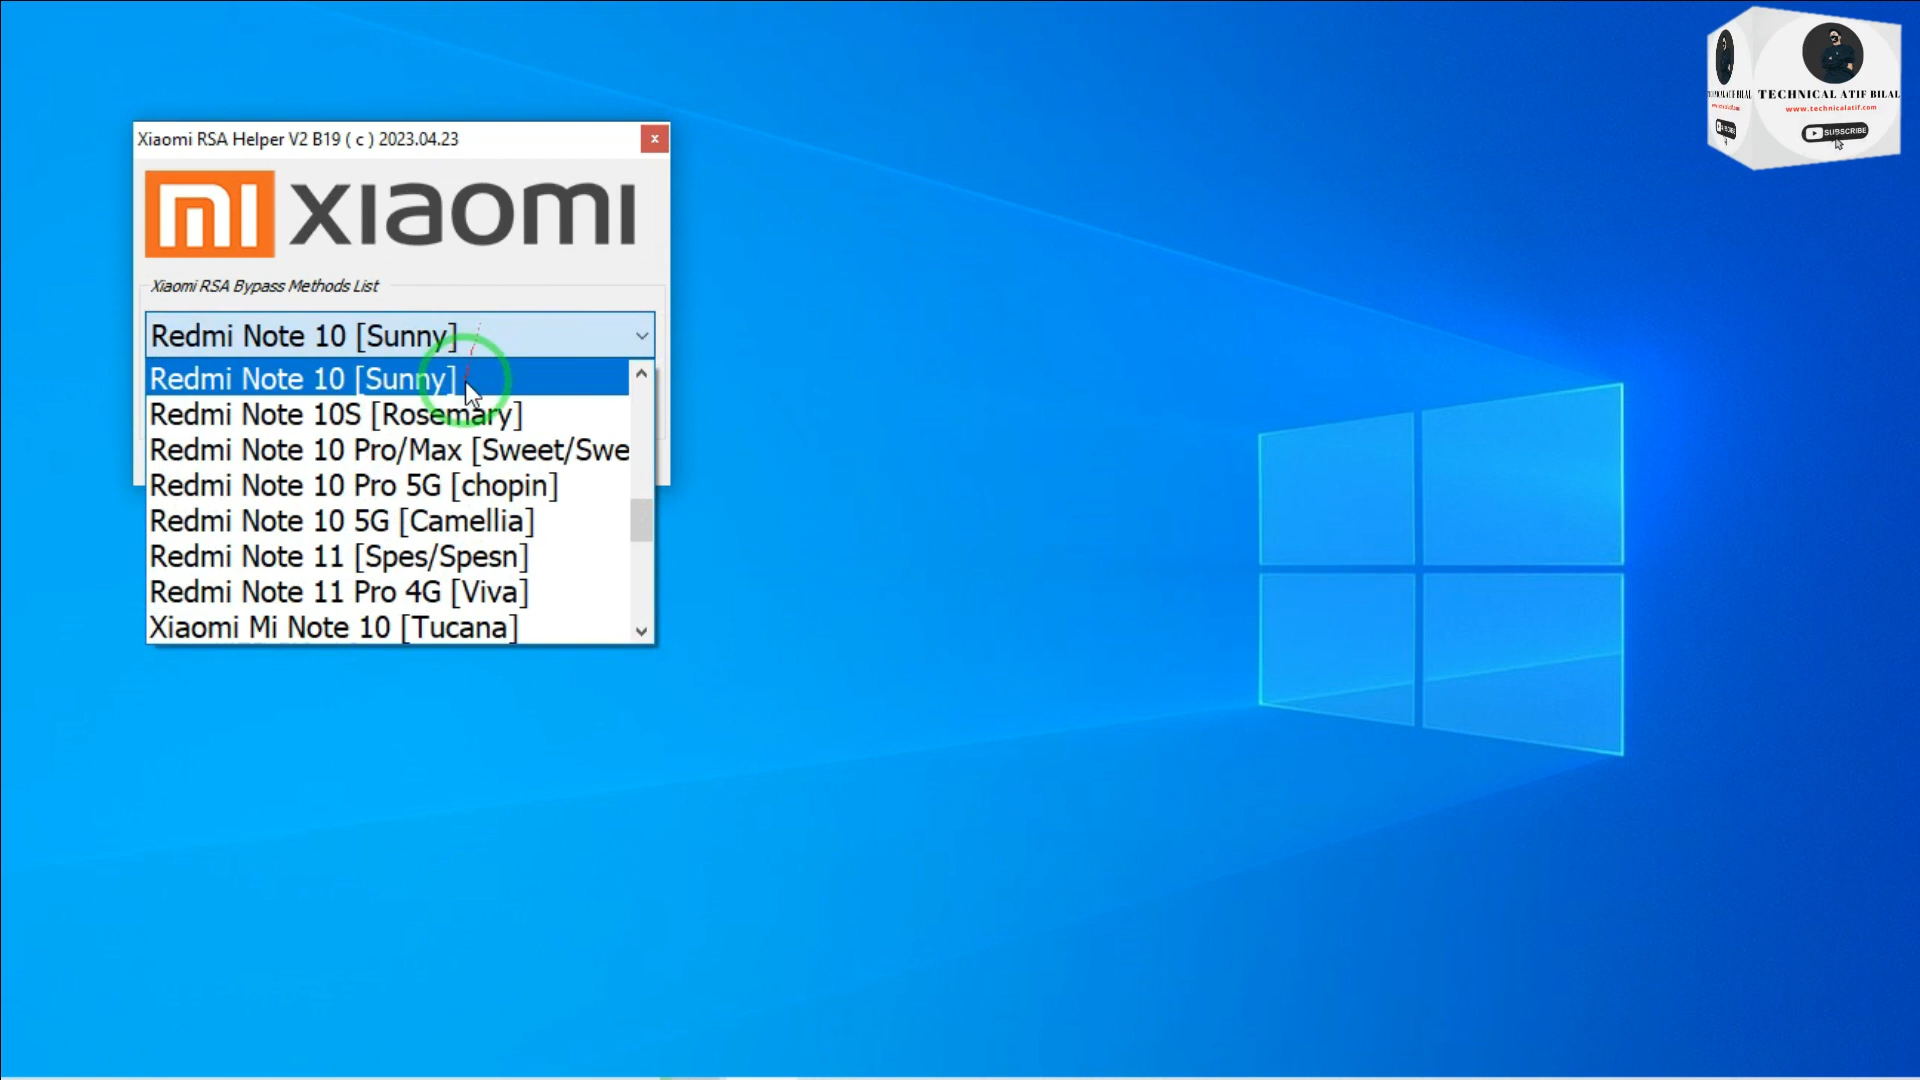 Xiaomi RSA Helper V2 B19 ( c ) 2023.04.23
x
mi xiaomi
Xiaomi RSA Bypass Methods List
Redmi Note 10 [Sunny]
Redmi Note 10 [Sunny]
Redmi Note 10S [Rosemary]
Redmi Note 10 Pro/Max [Sweet/Swe
Redmi Note 10 Pro 5G [chopin]
Redmi Note 10 5G [Camellia]
Redmi Note 11 [Spes/Spesn]
Redmi Note 11 Pro 4G [Viva]
Xiaomi Mi Note 10 [Tucana]
TECHNICAL ATIF BILAL
www.technicalatif.com
SUBSCRIBE